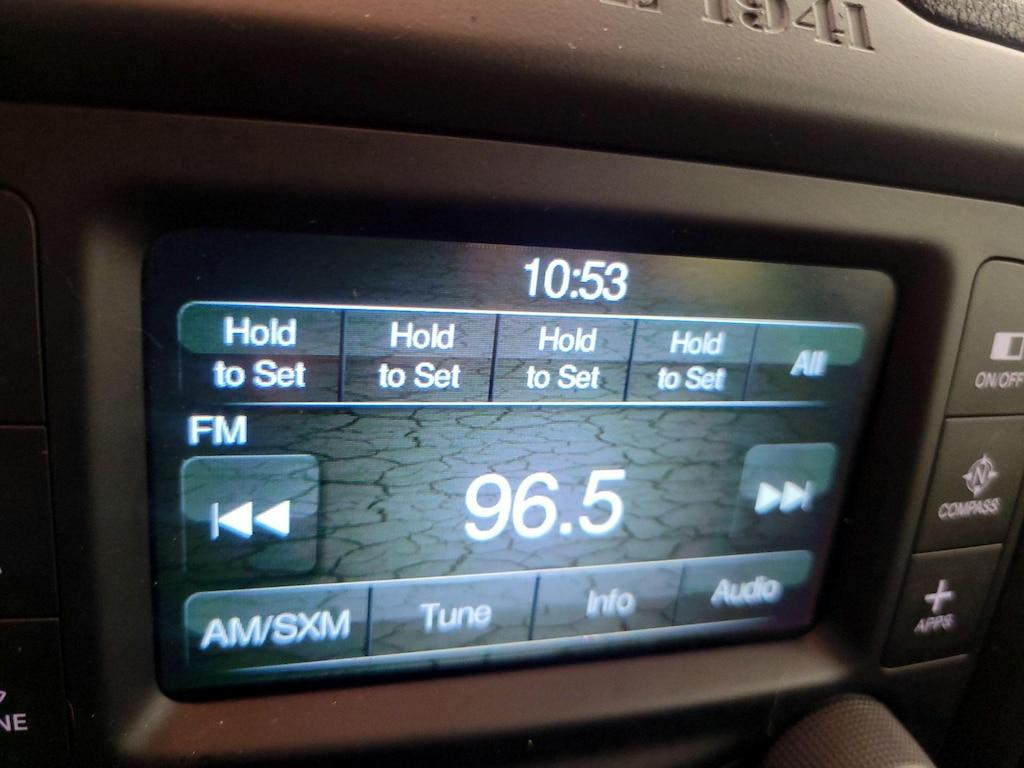 1941
10:53
Hold to Set Hold to Set Hold to Set Hold to Set All
FM
96.5
AM/SXM Tune Info Audio
ON/OFF
COMPASS
APPS
NE